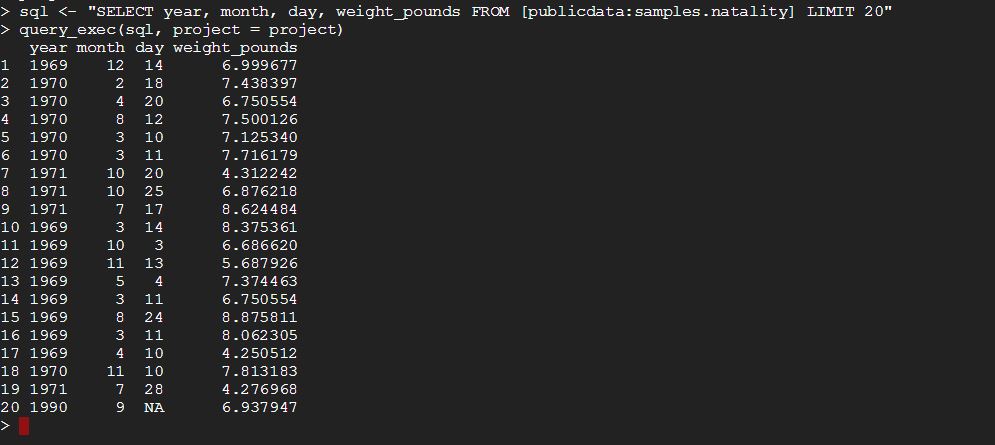 > sql <- "SELECT year, month, day, weight_pounds FROM [publicdata:samples.natality] LIMIT 20"
> query_exec(sql, project = project)
   year month day weight_pounds
1  1969    12  14      6.999677
2  1970     2  18      7.438397
3  1970     4  20      6.750554
4  1970     8  12      7.500126
5  1970     3  10      7.125340
6  1970     3  11      7.716179
7  1971    10  20      4.312242
8  1971    10  25      6.876218
9  1971     7  17      8.624484
10 1969     3  14      8.375361
11 1969    10   3      6.686620
12 1969    11  13      5.687926
13 1969     5   4      7.374463
14 1969     3  11      6.750554
15 1969     8  24      8.875811
16 1969     3  11      8.062305
17 1969     4  10      4.250512
18 1970    11  10      7.813183
19 1971     7  28      4.276968
20 1990     9  NA      6.937947
>